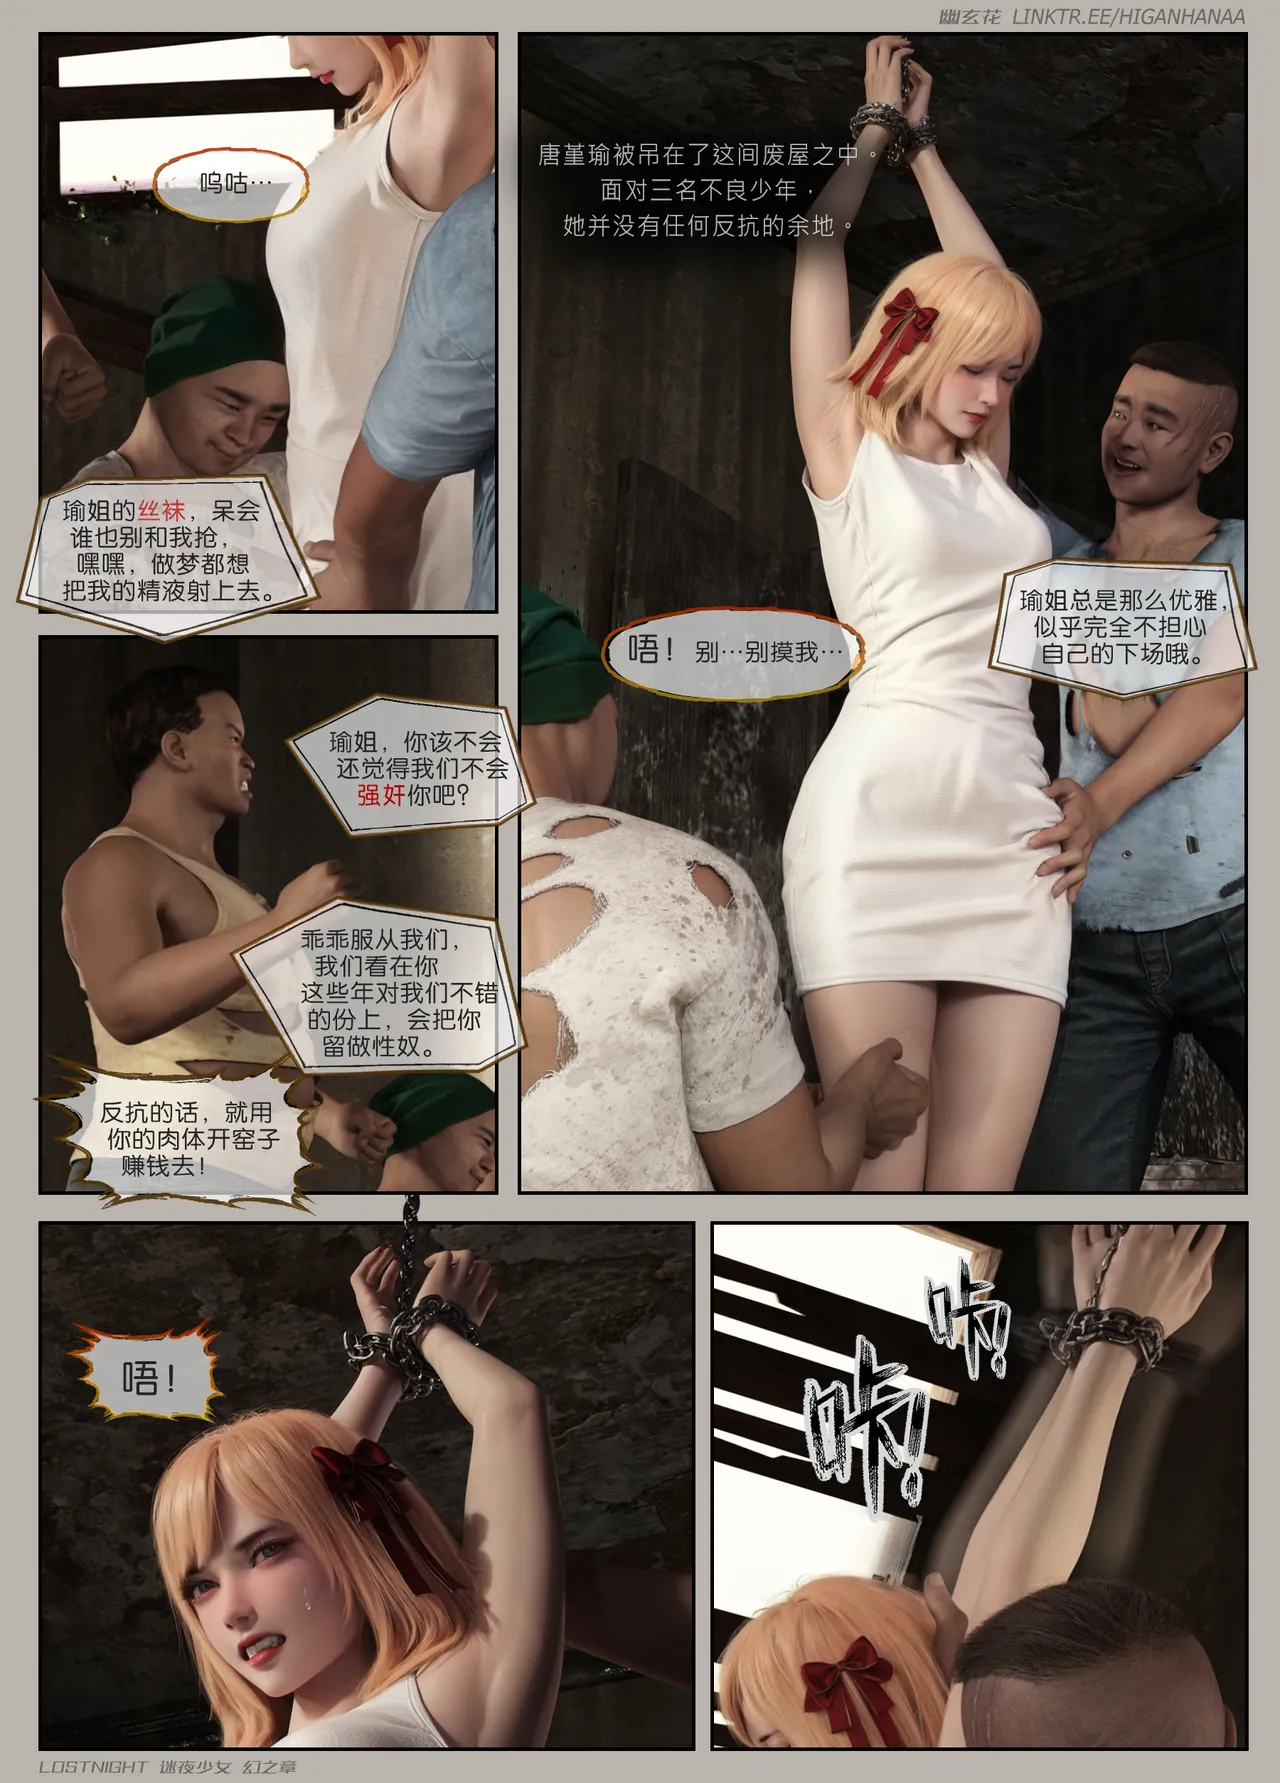 幽玄花 LINKTR.EE/HIGANHANAA
呜咕…
瑜姐的丝袜，呆会
谁也别和我抢，
嘿嘿，做梦都想
把我的精液射上去。
唐堇瑜被吊在了这间废屋之中。
面对三名不良少年，
她并没有任何反抗的余地。
唔！别…别摸我…
瑜姐总是那么优雅，
似乎完全不担心
自己的下场哦。
瑜姐，你该不会
还觉得我们不会
强奸你吧？
乖乖服从我们，
我们看在你
这些年对我们不错
的份上，会把你
留做性奴。
反抗的话，就用
你的肉体开窑子
赚钱去！
唔！
咔！
咔！
LOSTNIGHT 迷夜少女 幻之章